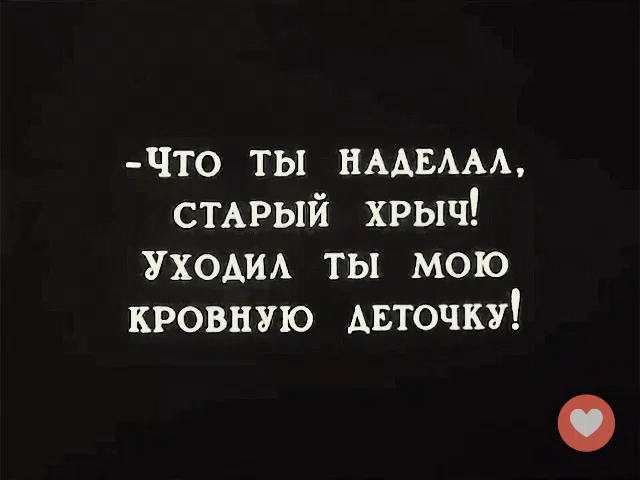 -Что ты наделал,
старый хрыч!
Уходил ты мою
кровную деточку!